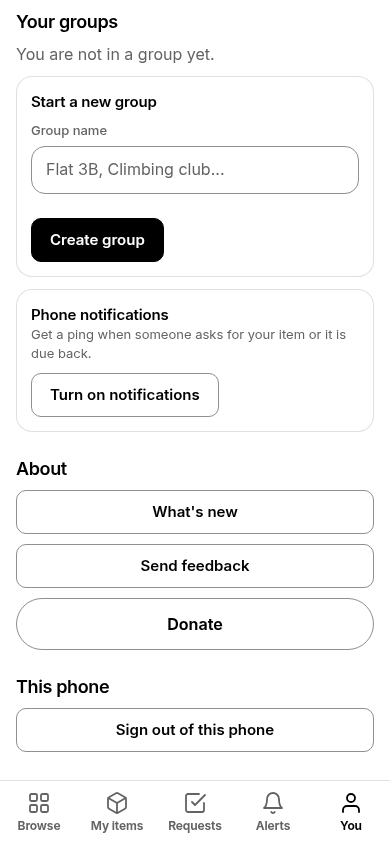 Your groups
You are not in a group yet.
Start a new group
Group name
Flat 3B, Climbing club...
Create group
Phone notifications
Get a ping when someone asks for your item or it is
due back.
Turn on notifications
About
What's new
Send feedback
Donate
This phone
Sign out of this phone
Browse
My items
Requests
Alerts
You